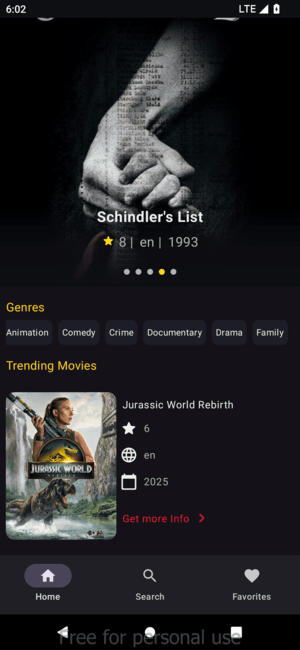 6:02
LTE
Schindler's List
8 | en | 1993
Genres
Animation Comedy Crime Documentary Drama Family
Trending Movies
Jurassic World Rebirth
JURASSIC WORLD
REBIRTH
6
en
2025
Get more Info
Home Search Favorites
Free for personal use